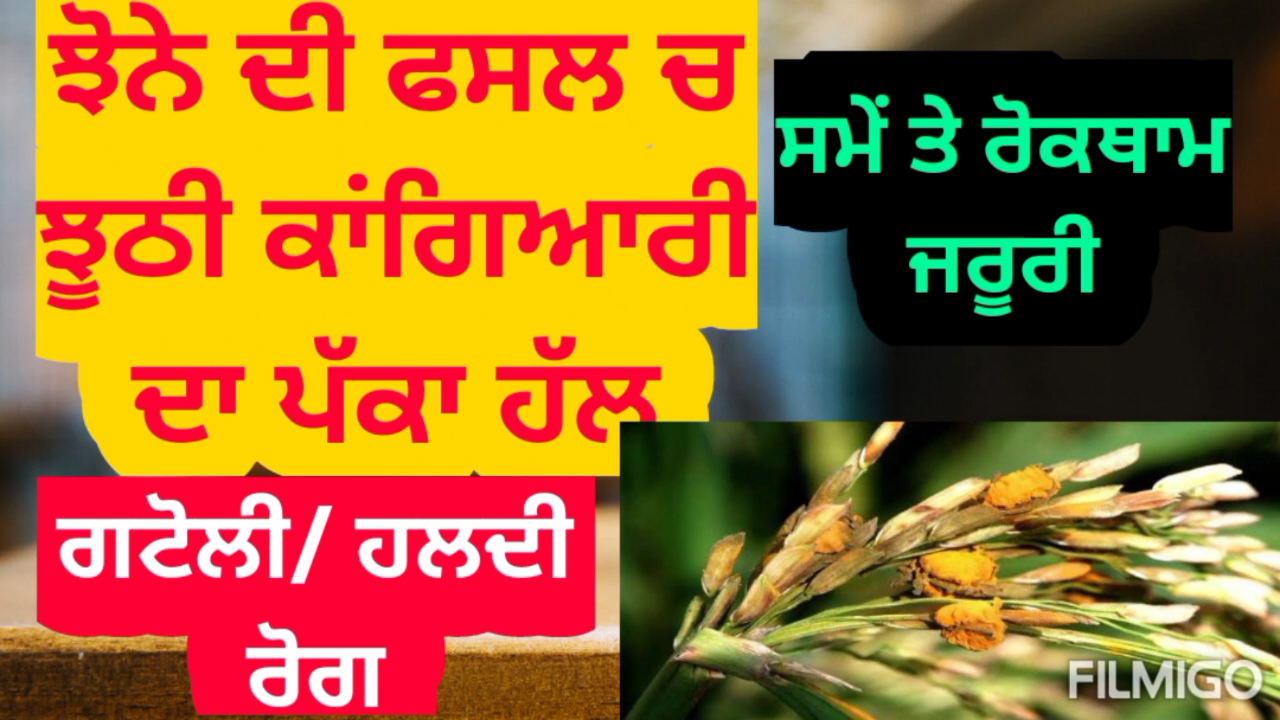 ਝੋਨੇ ਦੀ ਫਸਲ ਚ
ਝੂਠੀ ਕਾਂਗਿਆਰੀ
ਦਾ ਪੱਕਾ ਹੱਲ
ਸਮੇਂ ਤੇ ਰੋਕਥਾਮ
ਜਰੂਰੀ
ਗਟੋਲੀ/ ਹਲਦੀ
ਰੋਗ
FILMIGO